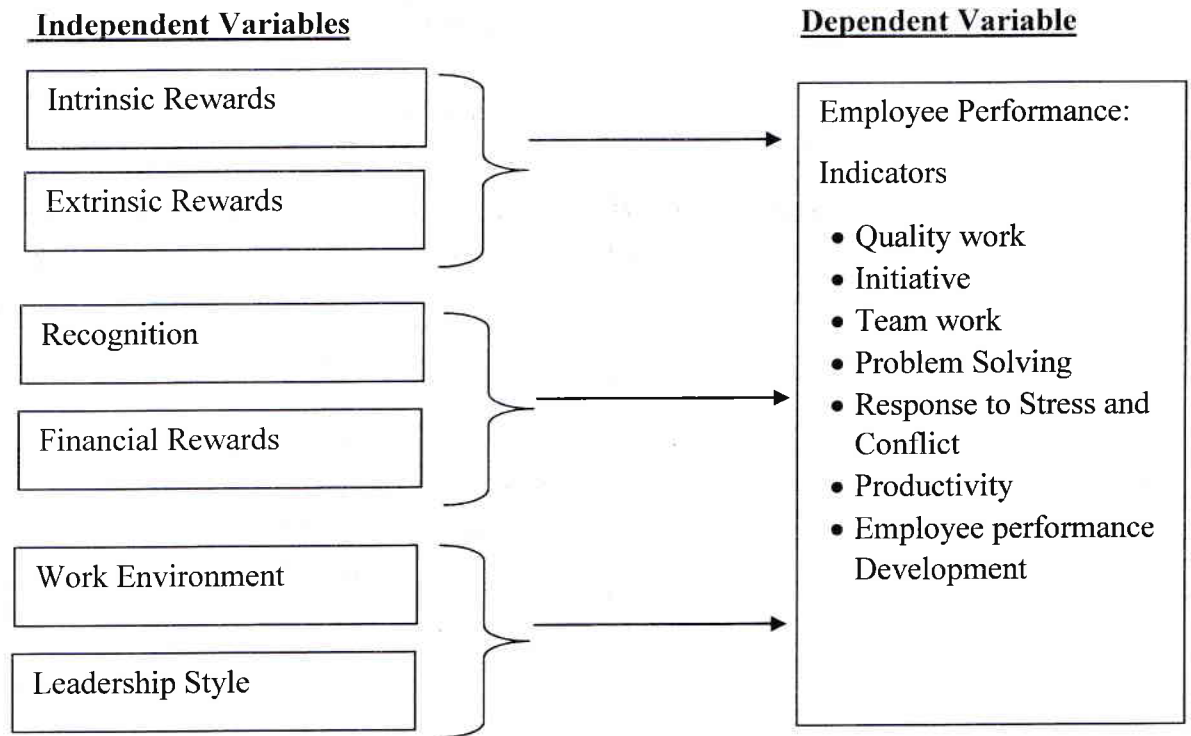 Independent Variables
Intrinsic Rewards
Extrinsic Rewards
Recognition
Financial Rewards
Work Environment
Leadership Style
Dependent Variable
Employee Performance:
Indicators
• Quality work
• Initiative
• Team work
• Problem Solving
• Response to Stress and
Conflict
• Productivity
• Employee performance
Development